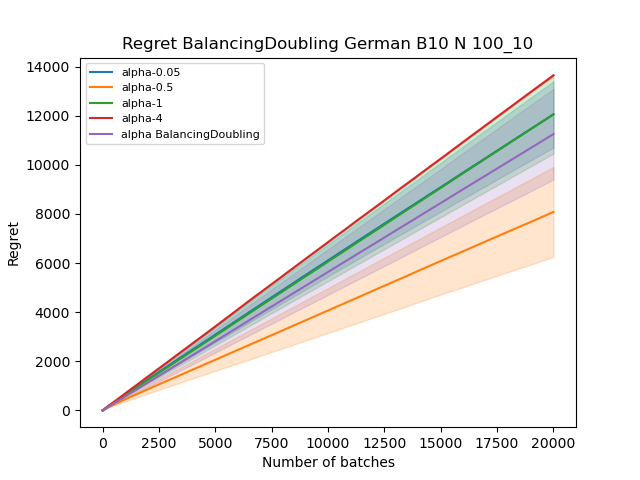 Regret BalancingDoubling German B10 N 100_10
14000
12000
10000
8000
6000
4000
2000
0
Regret
alpha-0.05
alpha-0.5
alpha-1
alpha-4
alpha BalancingDoubling
0 2500 5000 7500 10000 12500 15000 17500 20000
Number of batches